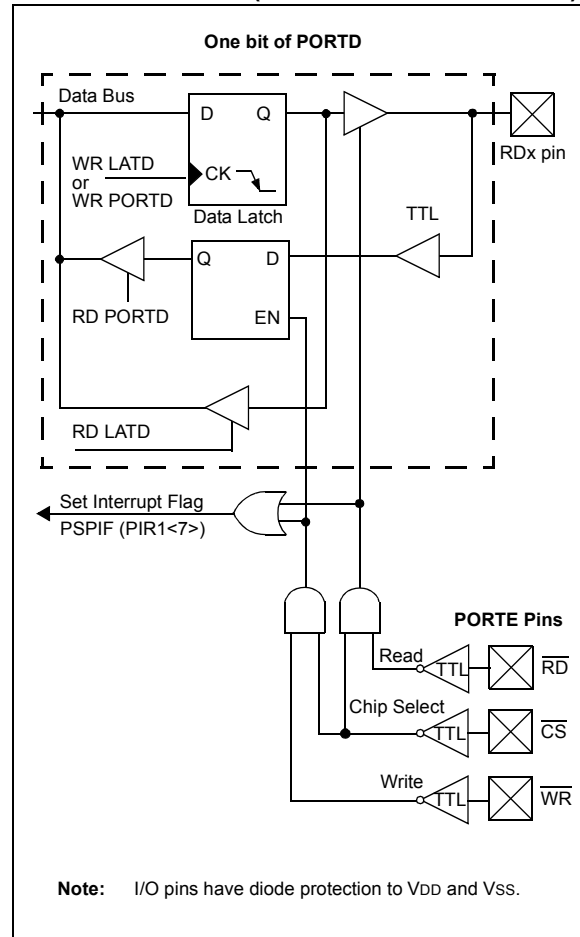 One bit of PORTD
Data Bus
D Q
RDx pin
WR LATD
or
WR PORTD
CK
Data Latch
TTL
Q D
RD PORTD
EN
RD LATD
Set Interrupt Flag
PSPIF (PIR1<7>)
PORTE Pins
Read
TTL
RD
Chip Select
TTL
CS
Write
TTL
WR
Note: I/O pins have diode protection to VDD and VSS.